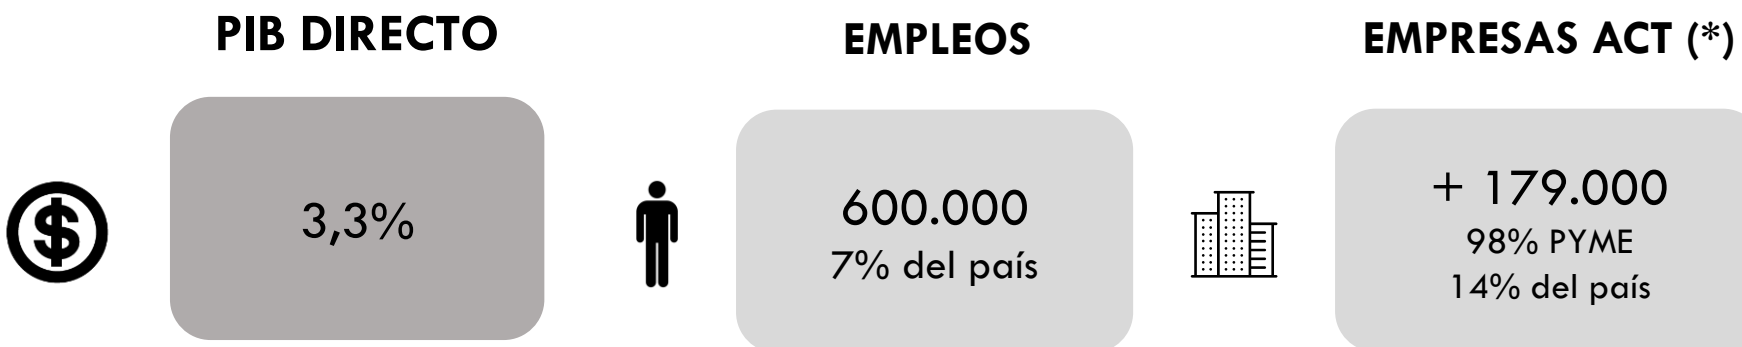 PIB DIRECTO
3,3%
EMPLEOS
600.000
7% del país
EMPRESAS ACT (*)
+ 179.000
98% PYME
14% del país